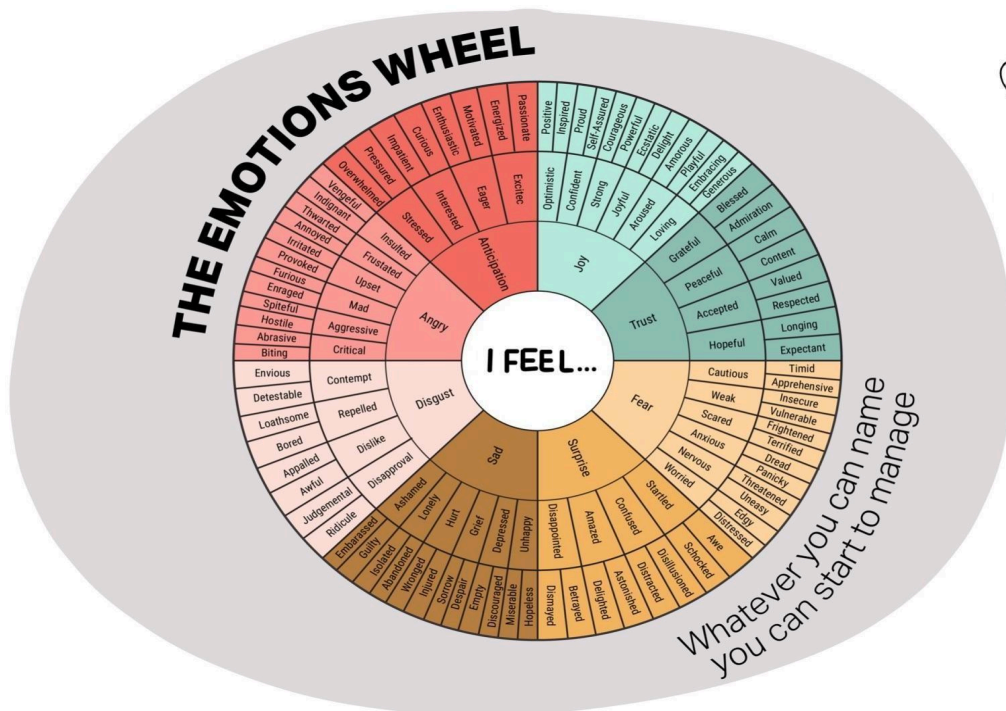 THE EMOTIONS WHEEL
I FEEL...
Joy
Optimistic
Positive
Inspired
Confident
Proud
Self-Assured
Strong
Courageous
Powerful
Joyful
Ecstatic
Delight
Aroused
Amorous
Playful
Loving
Embracing
Generous
Trust
Grateful
Blessed
Admiration
Peaceful
Calm
Content
Accepted
Valued
Respected
Hopeful
Longing
Expectant
Fear
Cautious
Timid
Apprehensive
Weak
Insecure
Vulnerable
Scared
Frightened
Terrified
Anxious
Dread
Panicky
Nervous
Threatened
Uneasy
Worried
Edgy
Distressed
Surprise
Startled
Awe
Schocked
Confused
Disillusioned
Distracted
Amazed
Astonished
Delighted
Disappointed
Betrayed
Dismayed
Sad
Unhappy
Hopeless
Miserable
Depressed
Discouraged
Empty
Grief
Despair
Sorrow
Hurt
Injured
Wronged
Lonely
Abandoned
Isolated
Ashamed
Guilty
Embarassed
Disgust
Disapproval
Ridicule
Judgemental
Dislike
Awful
Appalled
Repelled
Bored
Loathsome
Contempt
Detestable
Envious
Angry
Critical
Biting
Abrasive
Aggressive
Hostile
Spiteful
Mad
Enraged
Furious
Upset
Provoked
Irritated
Frustated
Annoyed
Thwarted
Insulted
Indignant
Vengeful
Anticipation
Stressed
Overwhelmed
Pressured
Interested
Impatient
Curious
Eager
Enthusiastic
Motivated
Excitec
Energized
Passionate
Whatever you can name
you can start to manage